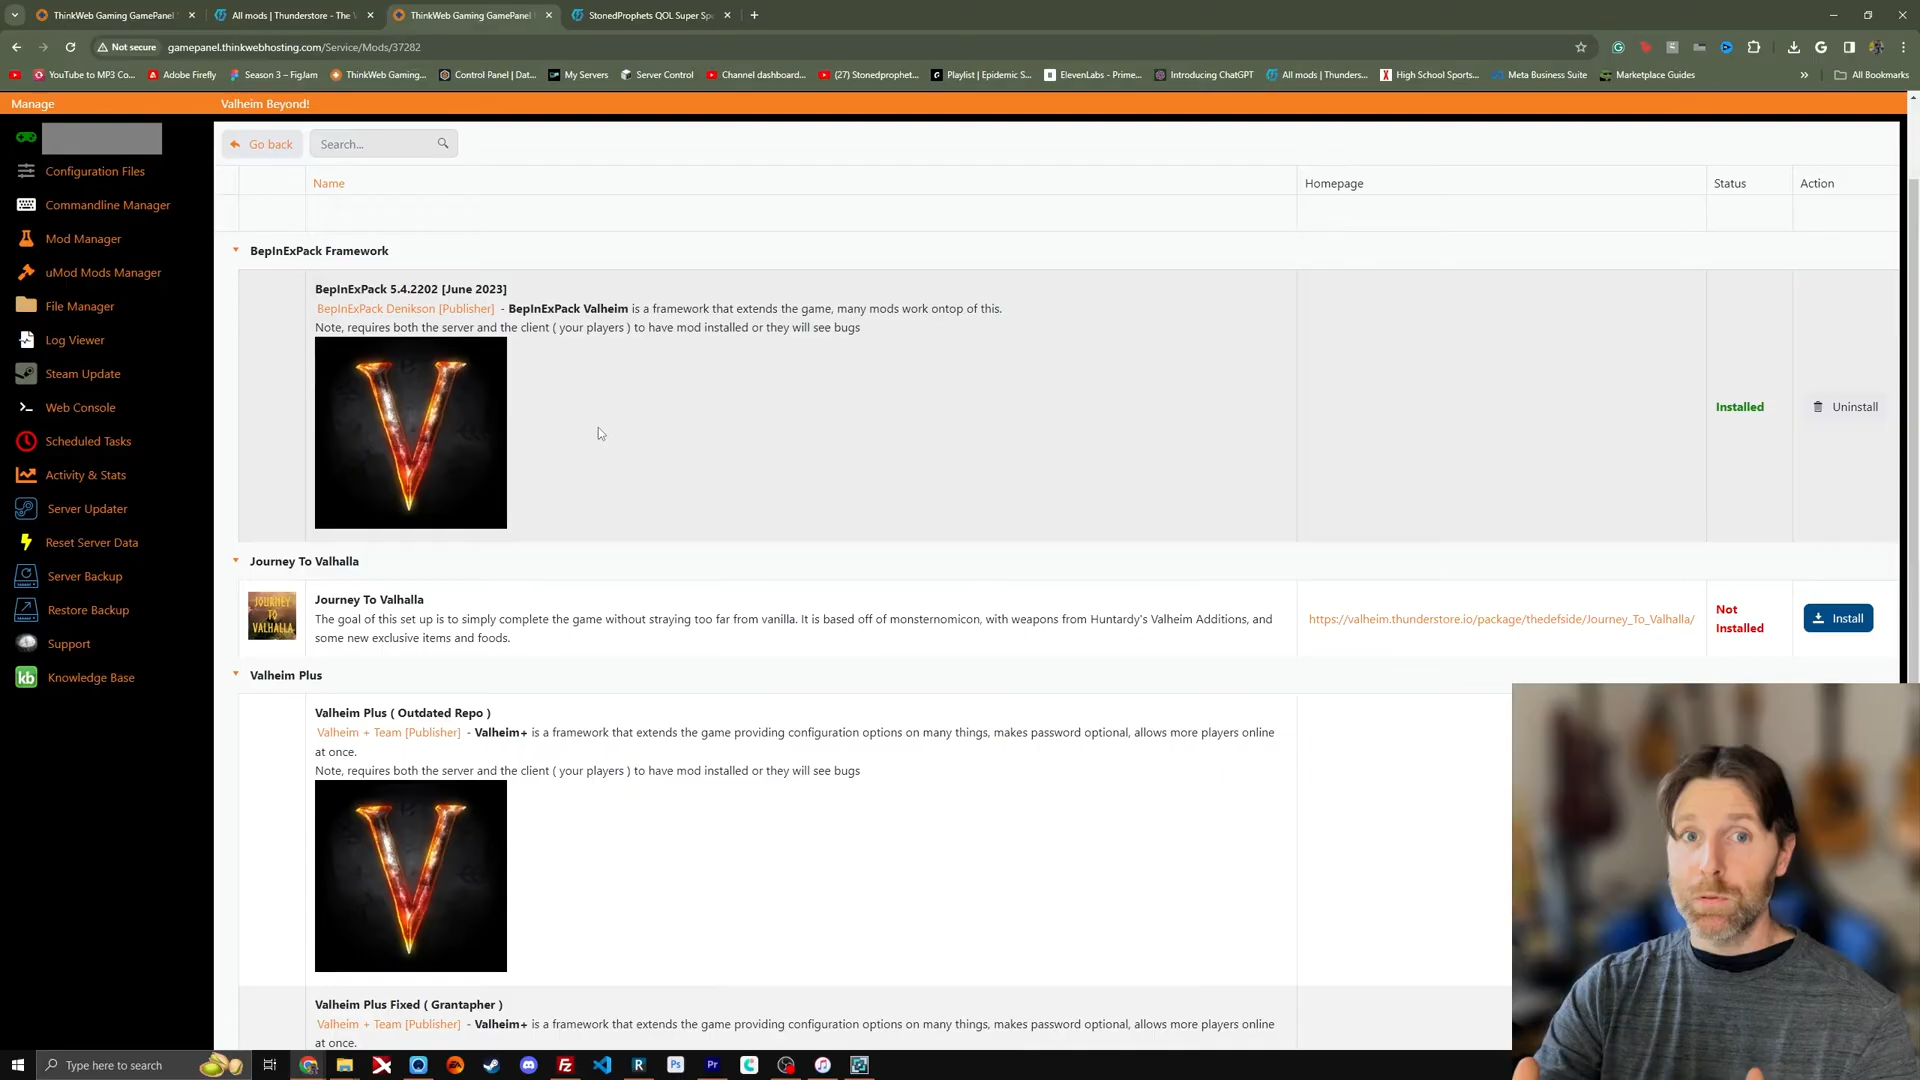 ThinkWeb Gaming GamePanel
All mods | Thunderstore - The
ThinkWeb Gaming GamePanel
StonedProphets QOL Super Sp
Not secure
gamepanel.thinkwebhosting.com/Service/Mods/37282
YouTube to MP3 Co...
Adobe Firefly
Season 3 – FigJam
ThinkWeb Gaming...
Control Panel | Dat...
My Servers
Server Control
Channel dashboard...
(27) Stonedprophet...
Playlist | Epidemic S...
ElevenLabs - Prime...
Introducing ChatGPT
All mods | Thunders...
High School Sports...
Meta Business Suite
Marketplace Guides
All Bookmarks
Manage
Valheim Beyond!
Configuration Files
Commandline Manager
Mod Manager
uMod Mods Manager
File Manager
Log Viewer
Steam Update
Web Console
Scheduled Tasks
Activity & Stats
Server Updater
Reset Server Data
Server Backup
Restore Backup
Support
kb
Knowledge Base
Go back
Search...
Name
Homepage
Status
Action
BepInExPack Framework
BepInExPack 5.4.2202 [June 2023]
BepInExPack Denikson [Publisher] - BepInExPack Valheim is a framework that extends the game, many mods work ontop of this.
Note, requires both the server and the client ( your players ) to have mod installed or they will see bugs
Installed
Uninstall
Journey To Valhalla
JOURNEY
TO
VALHALLA
Journey To Valhalla
The goal of this set up is to simply complete the game without straying too far from vanilla. It is based off of monsternomicon, with weapons from Huntardy's Valheim Additions, and
some new exclusive items and foods.
https://valheim.thunderstore.io/package/thedefside/Journey_To_Valhalla/
Not
Installed
Install
Valheim Plus
Valheim Plus ( Outdated Repo )
Valheim + Team [Publisher] - Valheim+ is a framework that extends the game providing configuration options on many things, makes password optional, allows more players online
at once.
Note, requires both the server and the client ( your players ) to have mod installed or they will see bugs
Valheim Plus Fixed ( Grantapher )
Valheim + Team [Publisher] - Valheim+ is a framework that extends the game providing configuration options on many things, makes password optional, allows more players online
at once.
Type here to search